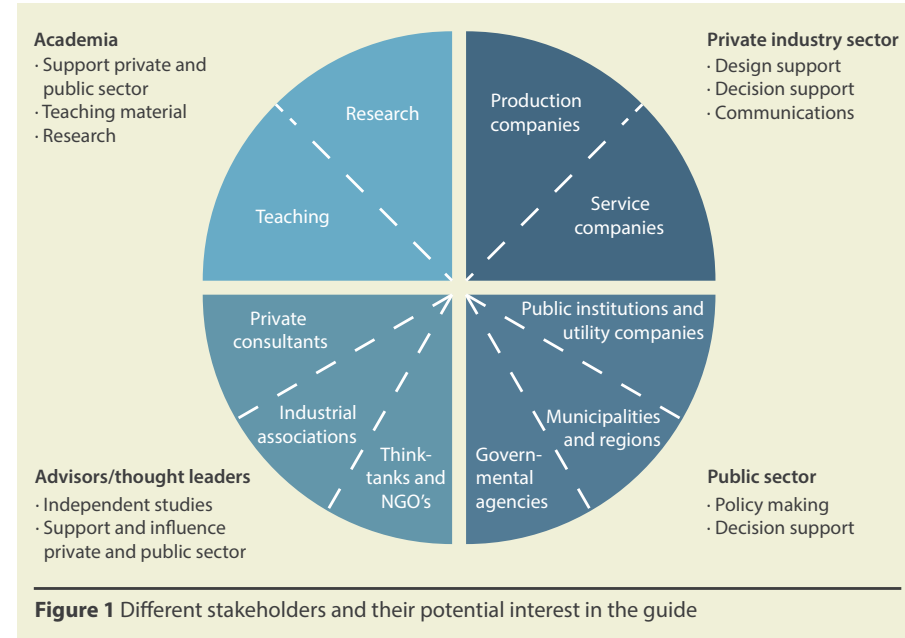 Academia
· Support private and
public sector
· Teaching material
· Research
Research
Teaching
Production
companies
Service
companies
Private industry sector
· Design support
· Decision support
· Communications
Private
consultants
Industrial
associations
Think-
tanks and
NGO's
Public institutions and
utility companies
Municipalities
and regions
Govern-
mental
agencies
Advisors/thought leaders
· Independent studies
· Support and influence
private and public sector
Public sector
· Policy making
· Decision support
Figure 1 Different stakeholders and their potential interest in the guide